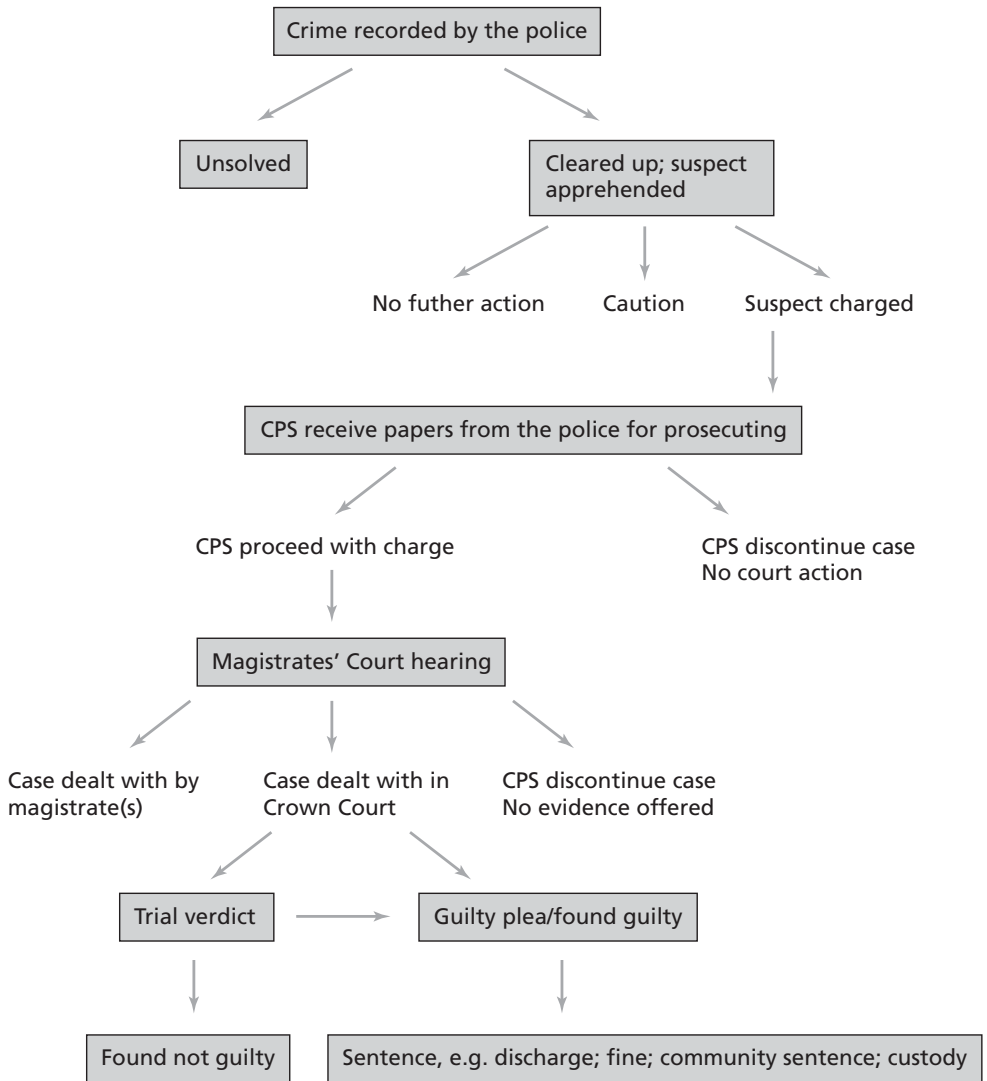 Crime recorded by the police
Unsolved
Cleared up; suspect
apprehended
No futher action
Caution
Suspect charged
CPS receive papers from the police for prosecuting
CPS proceed with charge
CPS discontinue case
No court action
Magistrates’ Court hearing
Case dealt with by
magistrate(s)
Case dealt with in
Crown Court
CPS discontinue case
No evidence offered
Trial verdict
Guilty plea/found guilty
Found not guilty
Sentence, e.g. discharge; fine; community sentence; custody